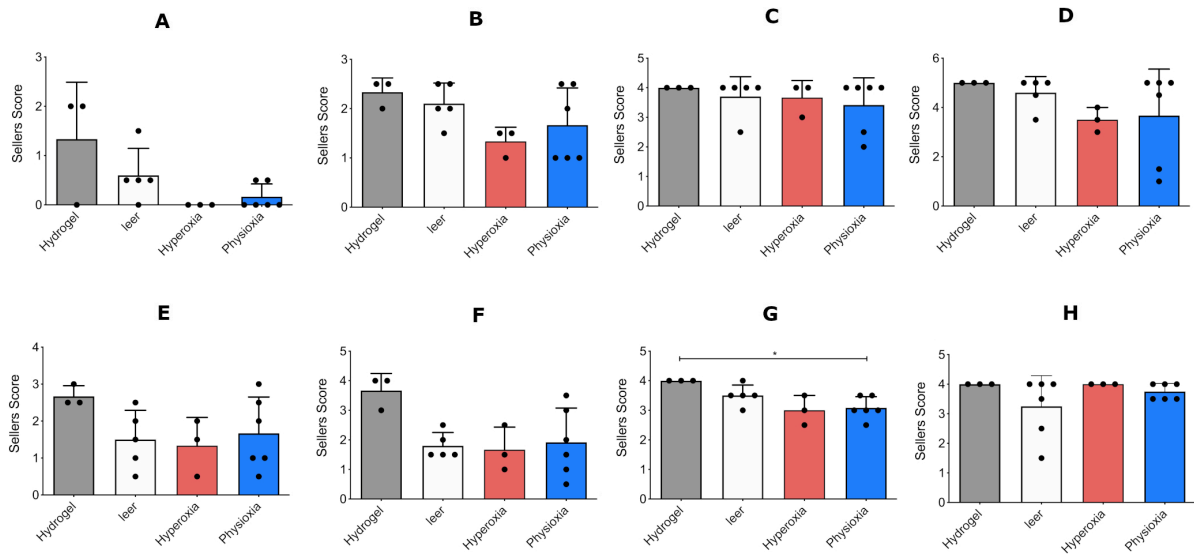 A
Sellers Score
3
2
1
0
Hydrogel
leer
Hyperoxia
Physioxia
B
Sellers Score
3
2
1
0
Hydrogel
leer
Hyperoxia
Physioxia
C
Sellers Score
5
4
3
2
1
0
Hydrogel
leer
Hyperoxia
Physioxia
D
Sellers Score
6
4
2
0
Hydrogel
leer
Hyperoxia
Physioxia
E
Sellers Score
4
3
2
1
0
Hydrogel
leer
Hyperoxia
Physioxia
F
Sellers Score
5
4
3
2
1
0
Hydrogel
leer
Hyperoxia
Physioxia
G
Sellers Score
5
4
3
2
1
0
*
Hydrogel
leer
Hyperoxia
Physioxia
H
Sellers Score
5
4
3
2
1
0
Hydrogel
leer
Hyperoxia
Physioxia